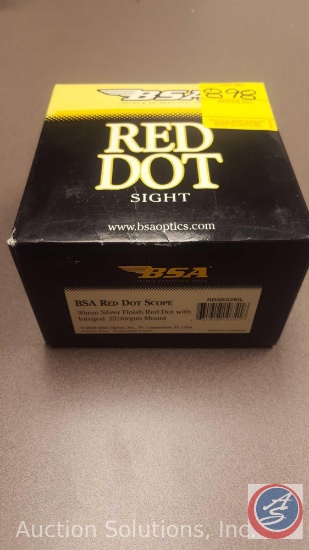 BSA
898
RED
DOT
SIGHT
www.bsaoptics.com
BSA
BSA RED DOT SCOPE
30mm Silver Finish Red Dot with
Integral .22/Airgun Mount
AS
Auction Solutions, Inc.